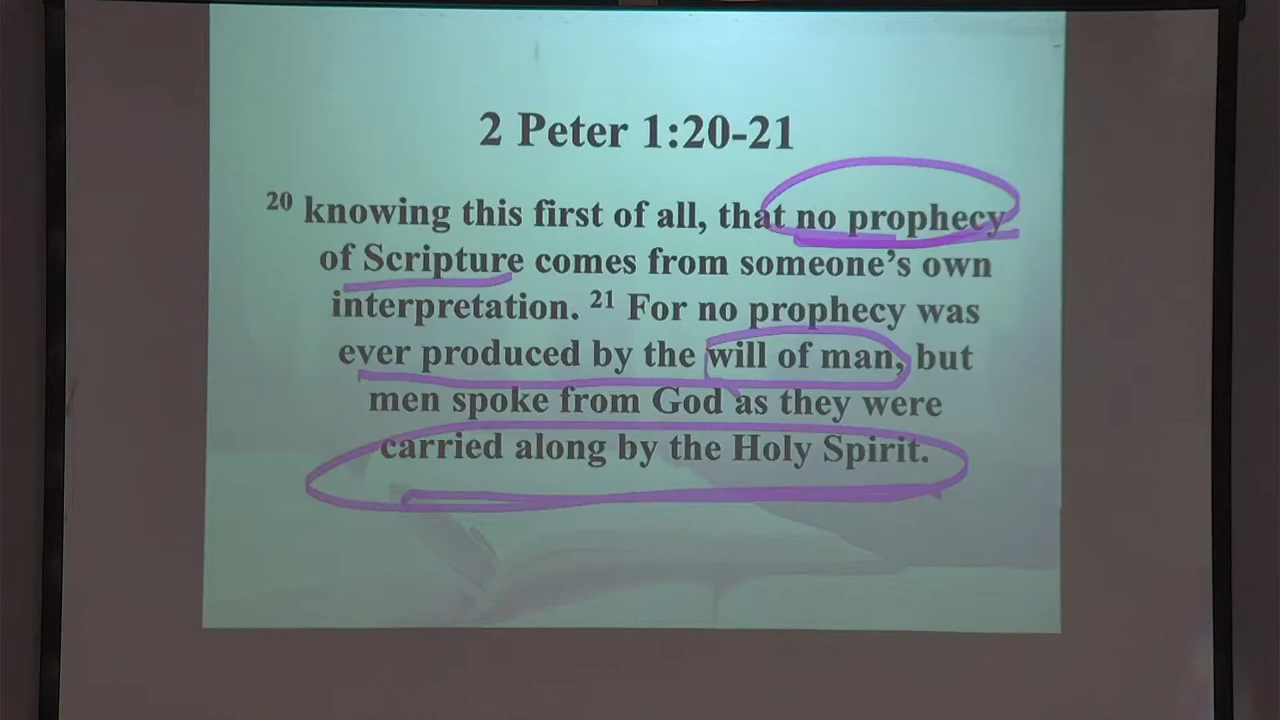 2 Peter 1:20-21
20 knowing this first of all, that no prophecy
of Scripture comes from someone’s own
interpretation. 21 For no prophecy was
ever produced by the will of man, but
men spoke from God as they were
carried along by the Holy Spirit.